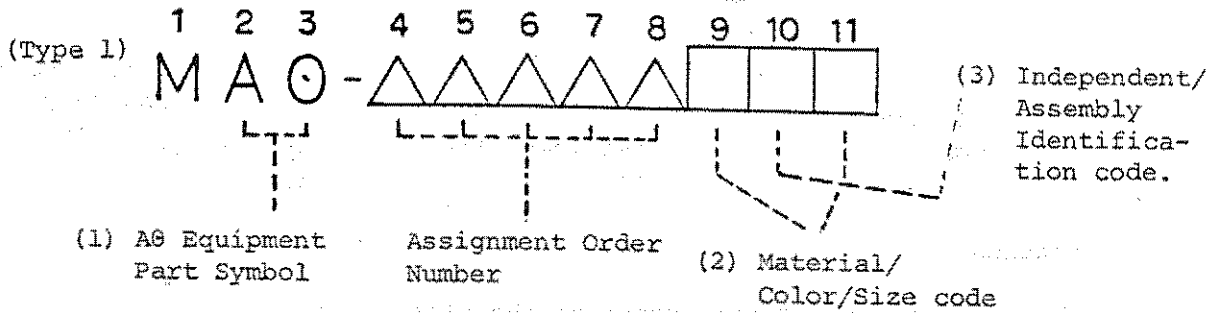 1 2 3 4 5 6 7 8 9 10 11
(Type 1) MAΘ-△△△△△□□□
(3) Independent/
Assembly
Identifica-
tion code.
(1) AΘ Equipment
Part Symbol
Assignment Order
Number
(2) Material/
Color/Size code